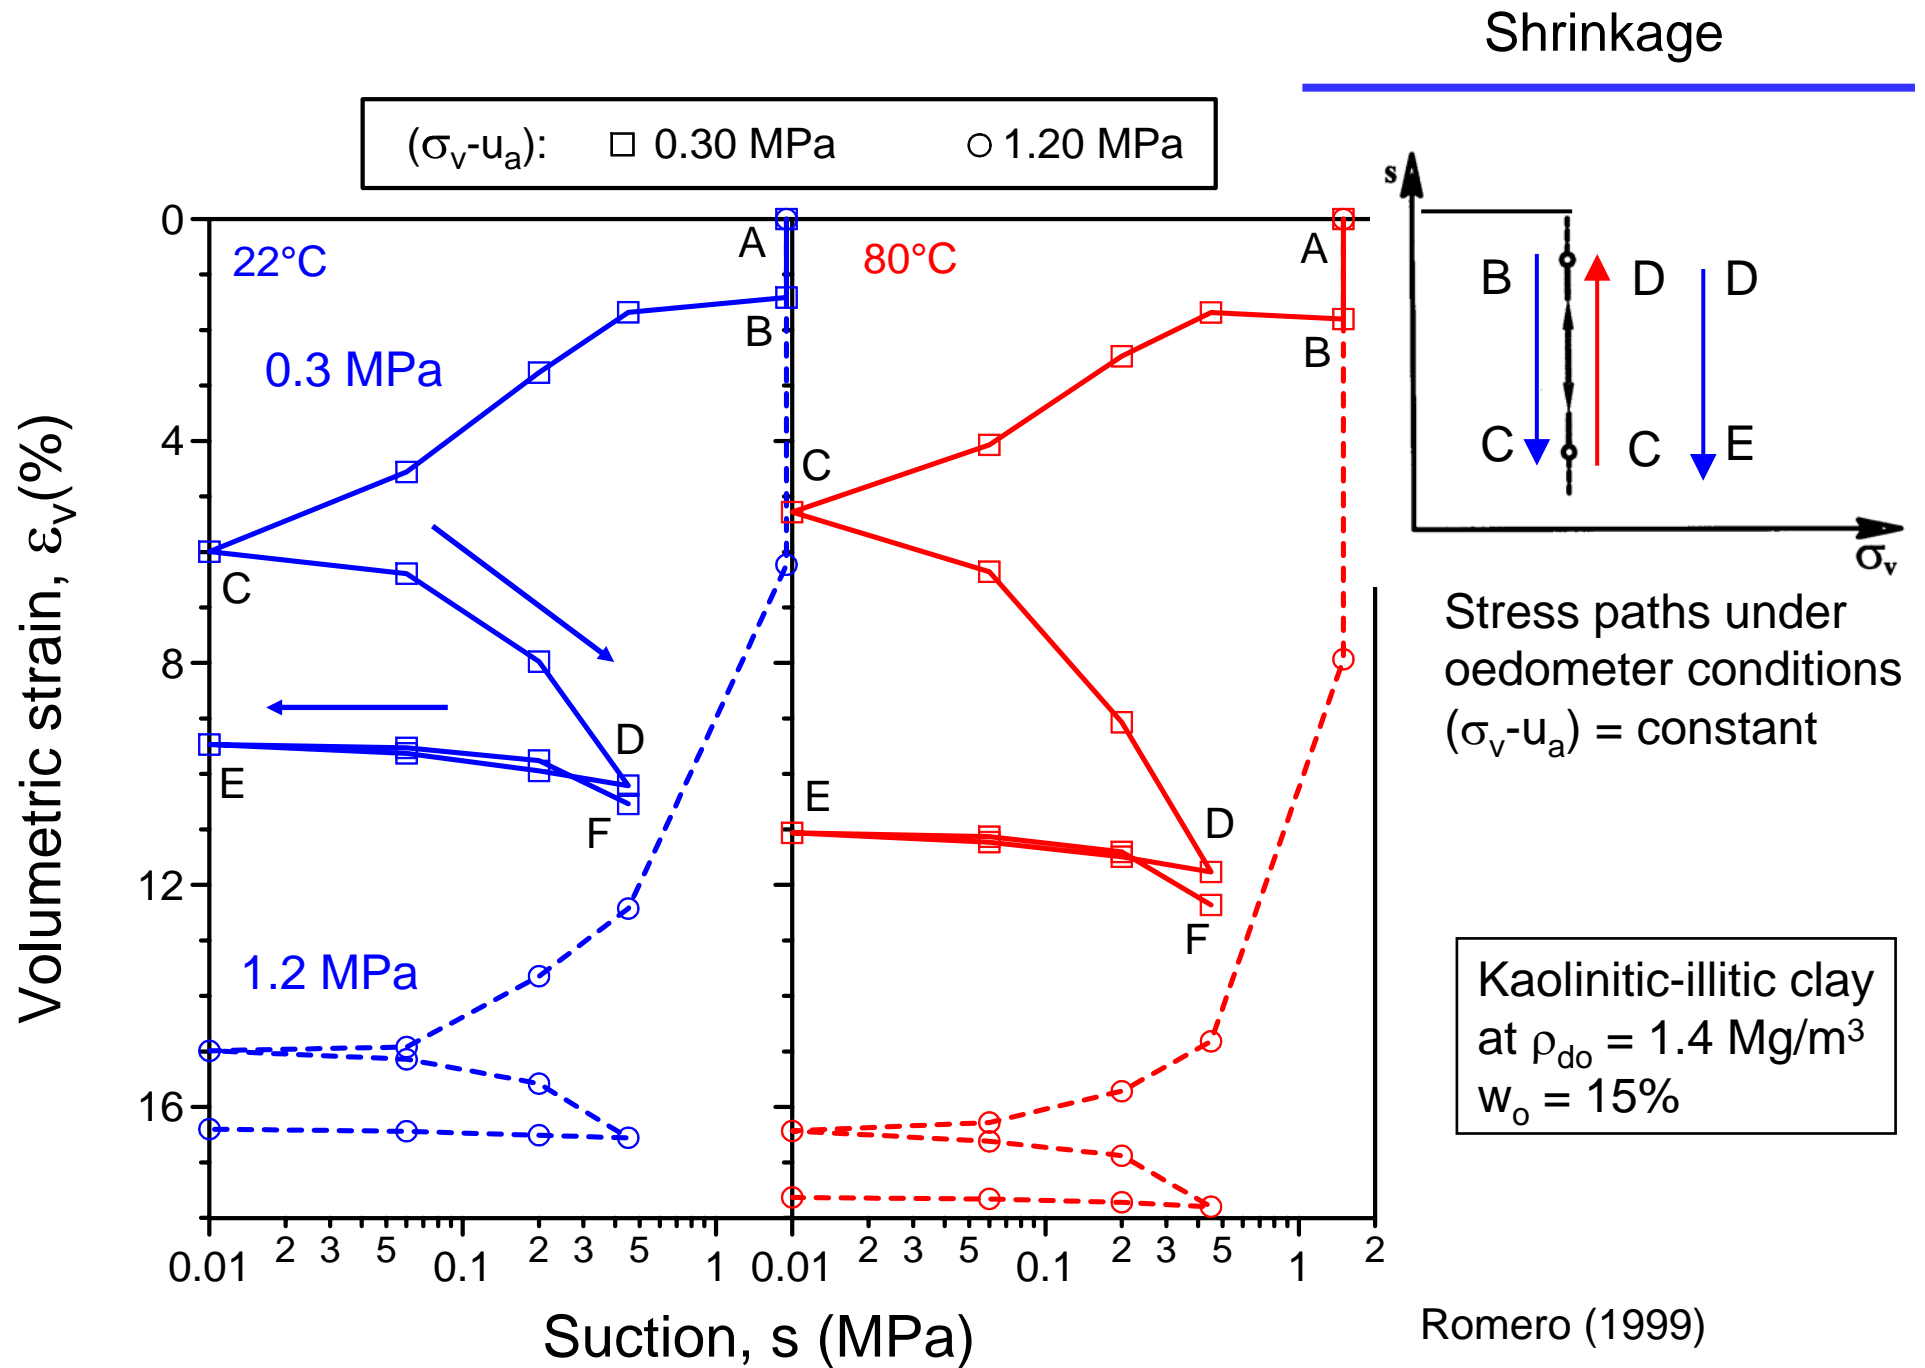 Shrinkage
(σv-ua): 0.30 MPa 1.20 MPa
0
4
8
12
16
Volumetric strain, εv(%)
22°C
0.3 MPa
1.2 MPa
A
B
C
D
E
F
80°C
A
B
C
D
E
F
0.01 2 3 5 0.1 2 3 5 1 0.01 2 3 5 0.1 2 3 5 1 2
Suction, s (MPa)
s
B D D
C C E
σv
Stress paths under
oedometer conditions
(σv-ua) = constant
Kaolinitic-illitic clay
at ρdo = 1.4 Mg/m³
wo = 15%
Romero (1999)